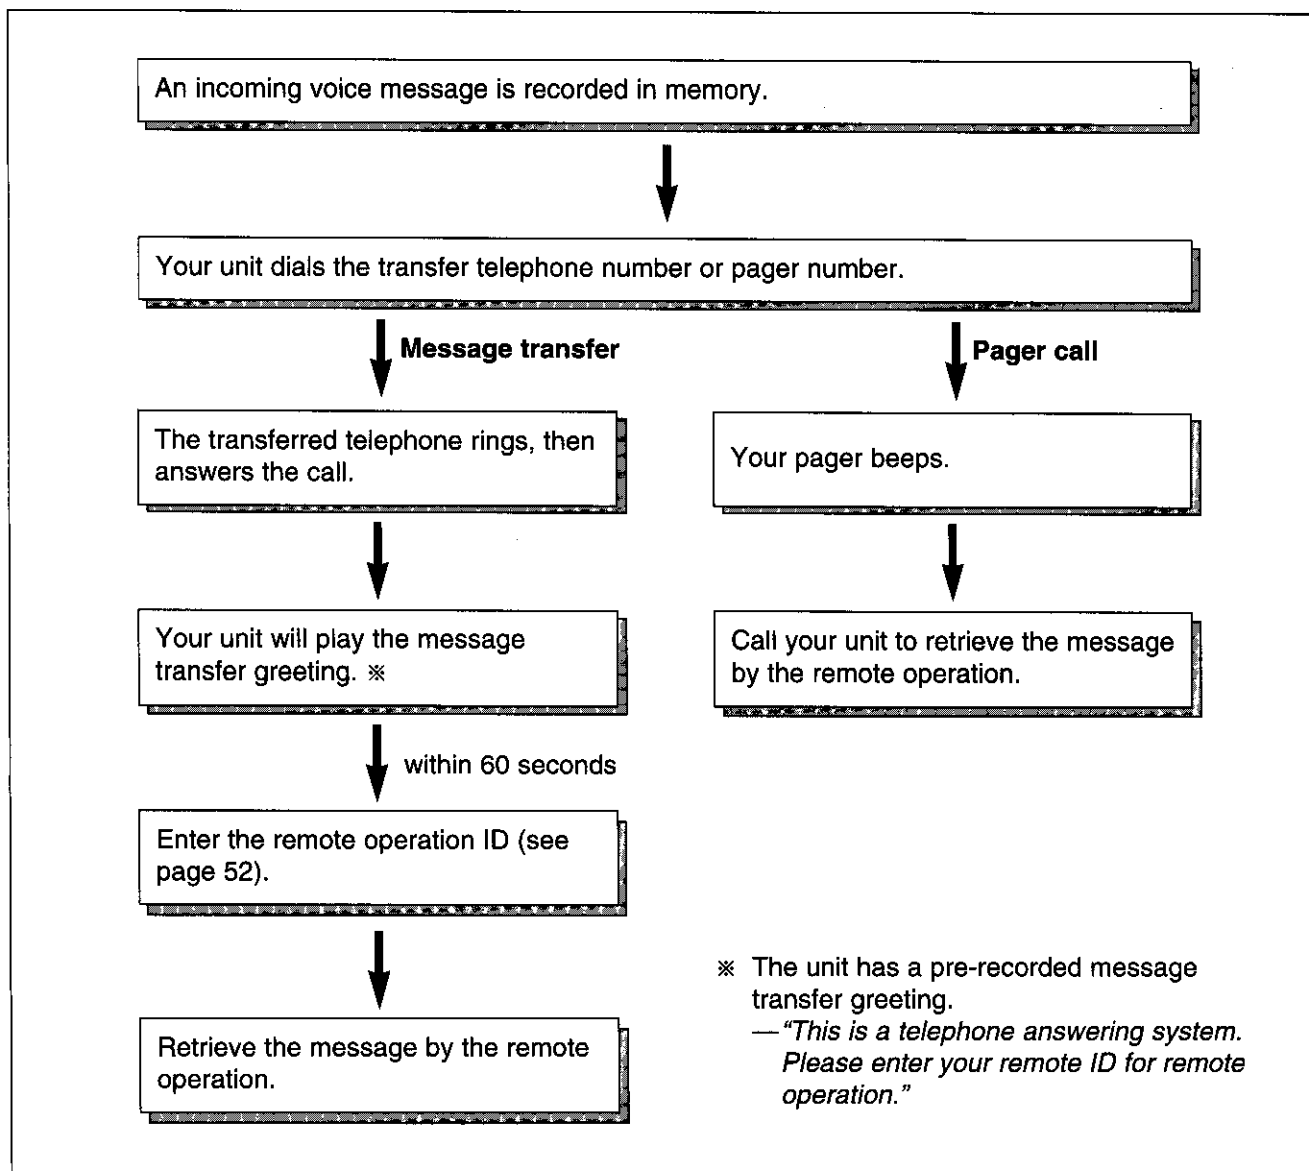 An incoming voice message is recorded in memory.
Your unit dials the transfer telephone number or pager number.
Message transfer
The transferred telephone rings, then
answers the call.
Your unit will play the message
transfer greeting. ※
within 60 seconds
Enter the remote operation ID (see
page 52).
Retrieve the message by the remote
operation.
Pager call
Your pager beeps.
Call your unit to retrieve the message
by the remote operation.
※ The unit has a pre-recorded message
transfer greeting.
—“This is a telephone answering system.
Please enter your remote ID for remote
operation.”